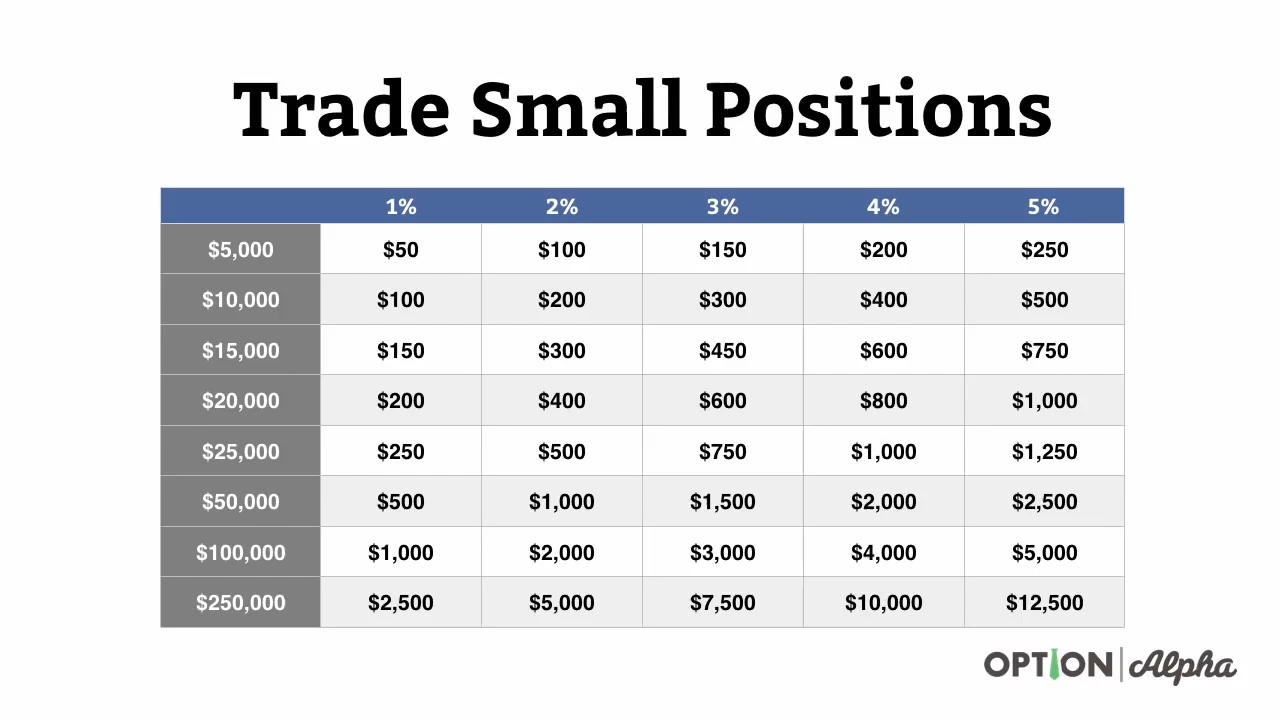 Trade Small Positions
1% 2% 3% 4% 5%
$5,000 $50 $100 $150 $200 $250
$10,000 $100 $200 $300 $400 $500
$15,000 $150 $300 $450 $600 $750
$20,000 $200 $400 $600 $800 $1,000
$25,000 $250 $500 $750 $1,000 $1,250
$50,000 $500 $1,000 $1,500 $2,000 $2,500
$100,000 $1,000 $2,000 $3,000 $4,000 $5,000
$250,000 $2,500 $5,000 $7,500 $10,000 $12,500
OPTION | Alpha